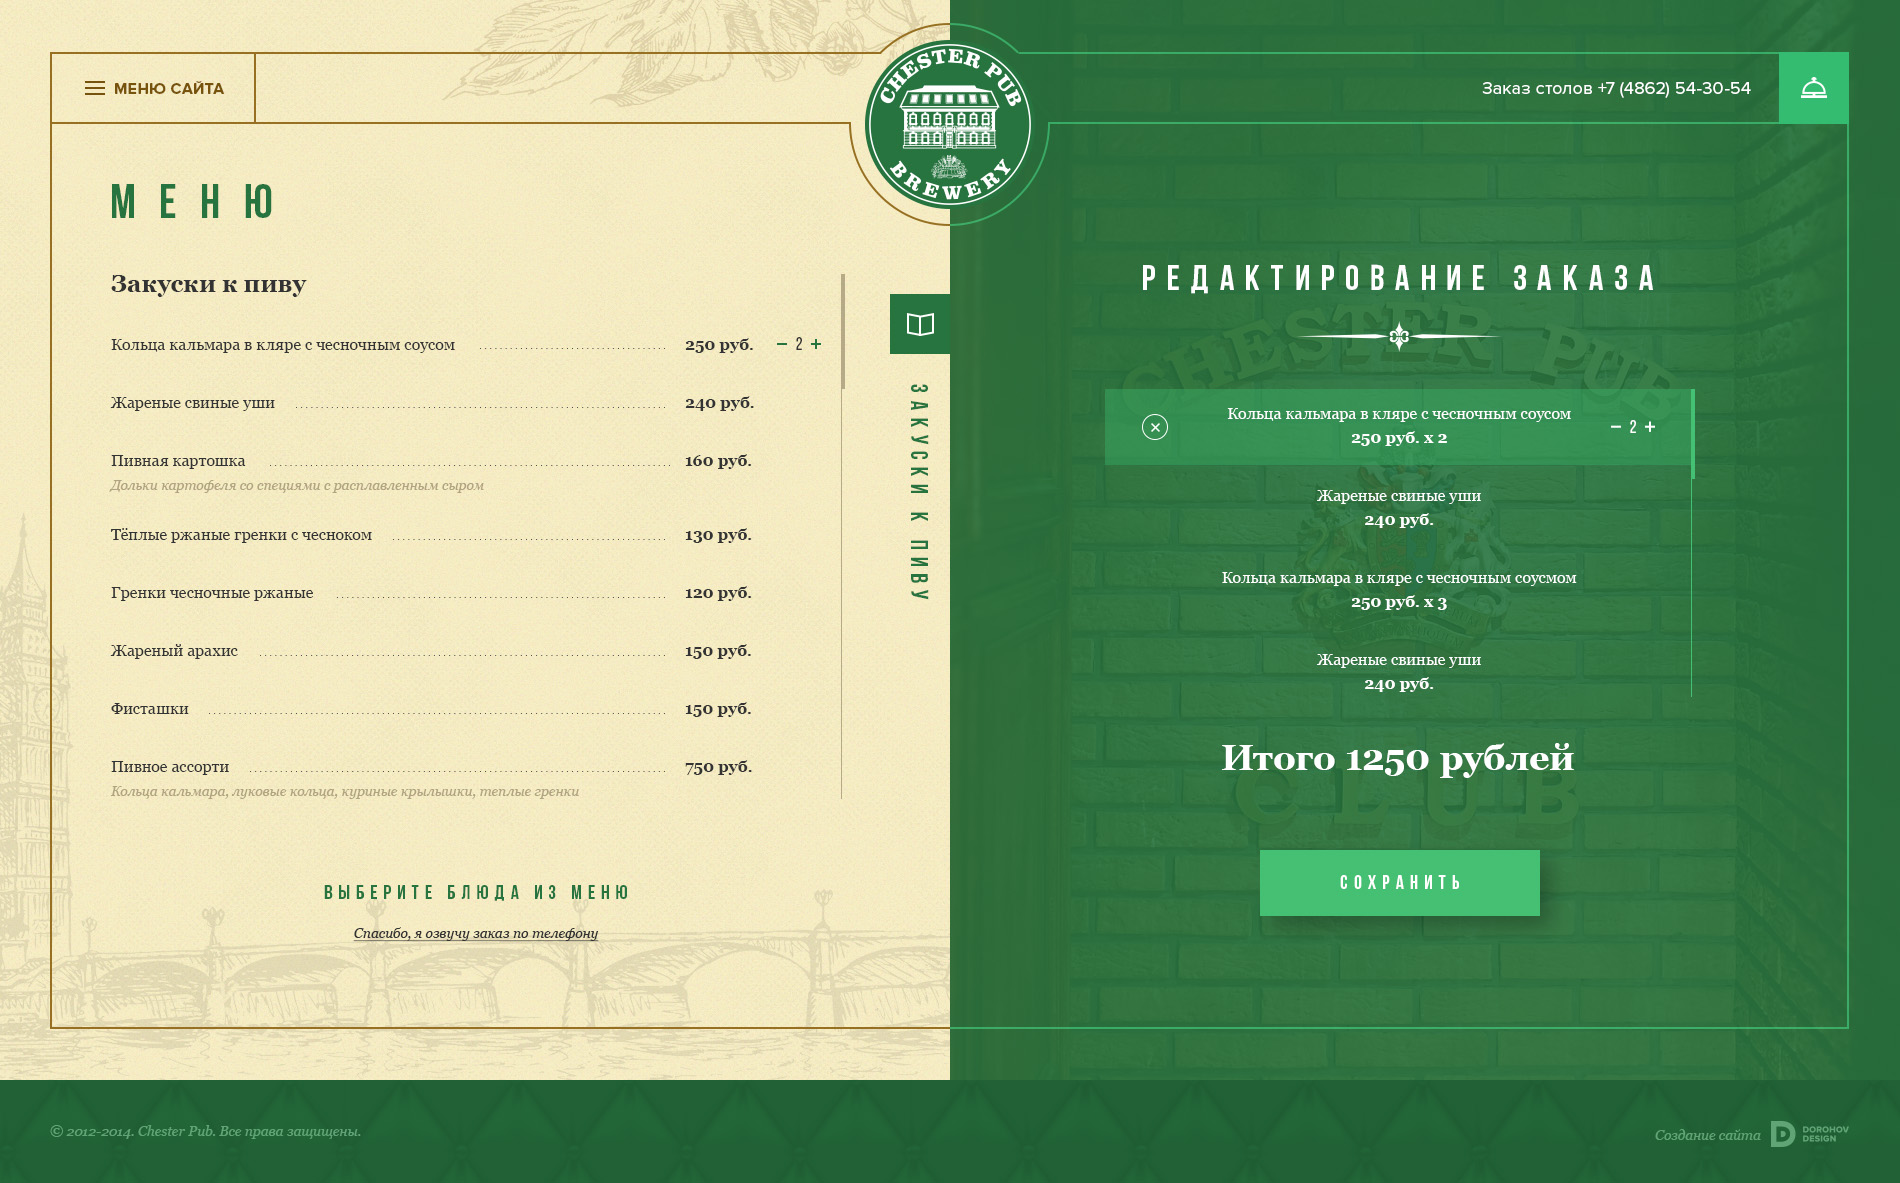 МЕНЮ САЙТА
CHESTER PUB
BREWERY
Заказ столов +7 (4862) 54-30-54
МЕНЮ
Закуски к пиву
Кольца кальмара в кляре с чесночным соусом 250 руб. − 2 +
Жареные свиные уши 240 руб.
Пивная картошка 160 руб.
Дольки картофеля со специями с расплавленным сыром
Тёплые ржаные гренки с чесноком 130 руб.
Гренки чесночные ржаные 120 руб.
Жареный арахис 150 руб.
Фисташки 150 руб.
Пивное ассорти 750 руб.
Кольца кальмара, луковые кольца, куриные крылышки, теплые гренки
ВЫБЕРИТЕ БЛЮДА ИЗ МЕНЮ
Спасибо, я озвучу заказ по телефону
ЗАКУСКИ К ПИВУ
РЕДАКТИРОВАНИЕ ЗАКАЗА
CHESTER PUB
Кольца кальмара в кляре с чесночным соусом
250 руб. x 2
− 2 +
Жареные свиные уши
240 руб.
Кольца кальмара в кляре с чесночным соусмом
250 руб. x 3
Жареные свиные уши
240 руб.
Итого 1250 рублей
CLUB
СОХРАНИТЬ
© 2012-2014. Chester Pub. Все права защищены.
Создание сайта
DOROHOV
DESIGN